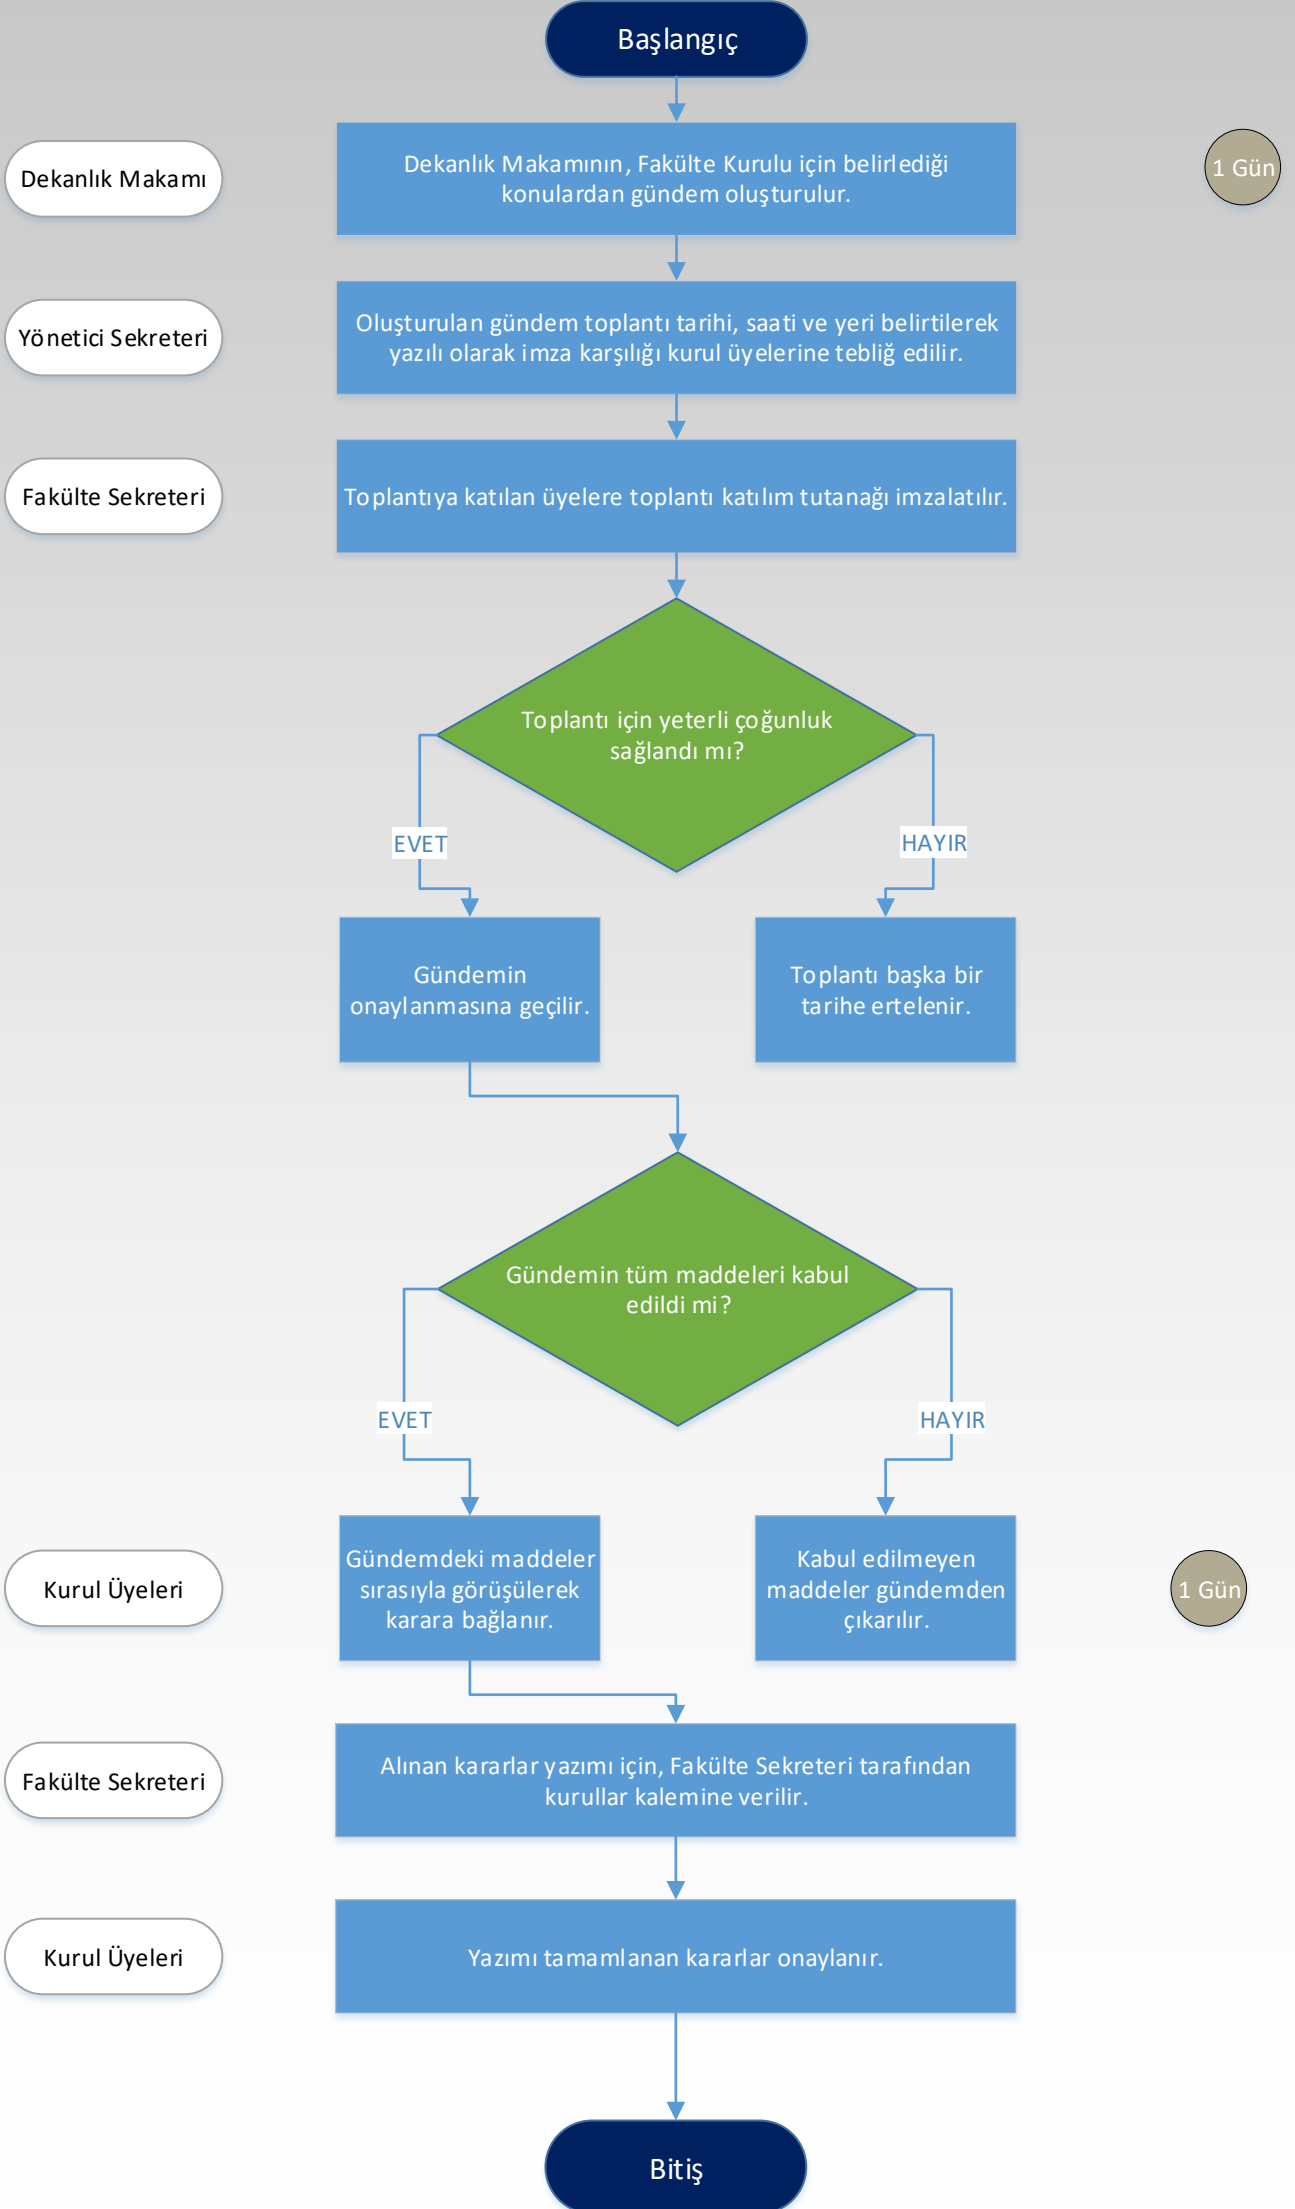 Başlangıç
Dekanlık Makamı
Dekanlık Makamının, Fakülte Kurulu için belirlediği
konulardan gündem oluşturulur.
1 Gün
Yönetici Sekreteri
Oluşturulan gündem toplantı tarihi, saati ve yeri belirtilerek
yazılı olarak imza karşılığı kurul üyelerine tebliğ edilir.
Fakülte Sekreteri
Toplantıya katılan üyelere toplantı katılım tutanağı imzalatılır.
Toplantı için yeterli çoğunluk
sağlandı mı?
EVET
HAYIR
Gündemin
onaylanmasına geçilir.
Toplantı başka bir
tarihe ertelenir.
Gündemin tüm maddeleri kabul
edildi mi?
EVET
HAYIR
Kurul Üyeleri
Gündemdeki maddeler
sırasıyla görüşülerek
karara bağlanır.
Kabul edilmeyen
maddeler gündemden
çıkarılır.
1 Gün
Fakülte Sekreteri
Alınan kararlar yazımı için, Fakülte Sekreteri tarafından
kurullar kalemine verilir.
Kurul Üyeleri
Yazımı tamamlanan kararlar onaylanır.
Bitiş